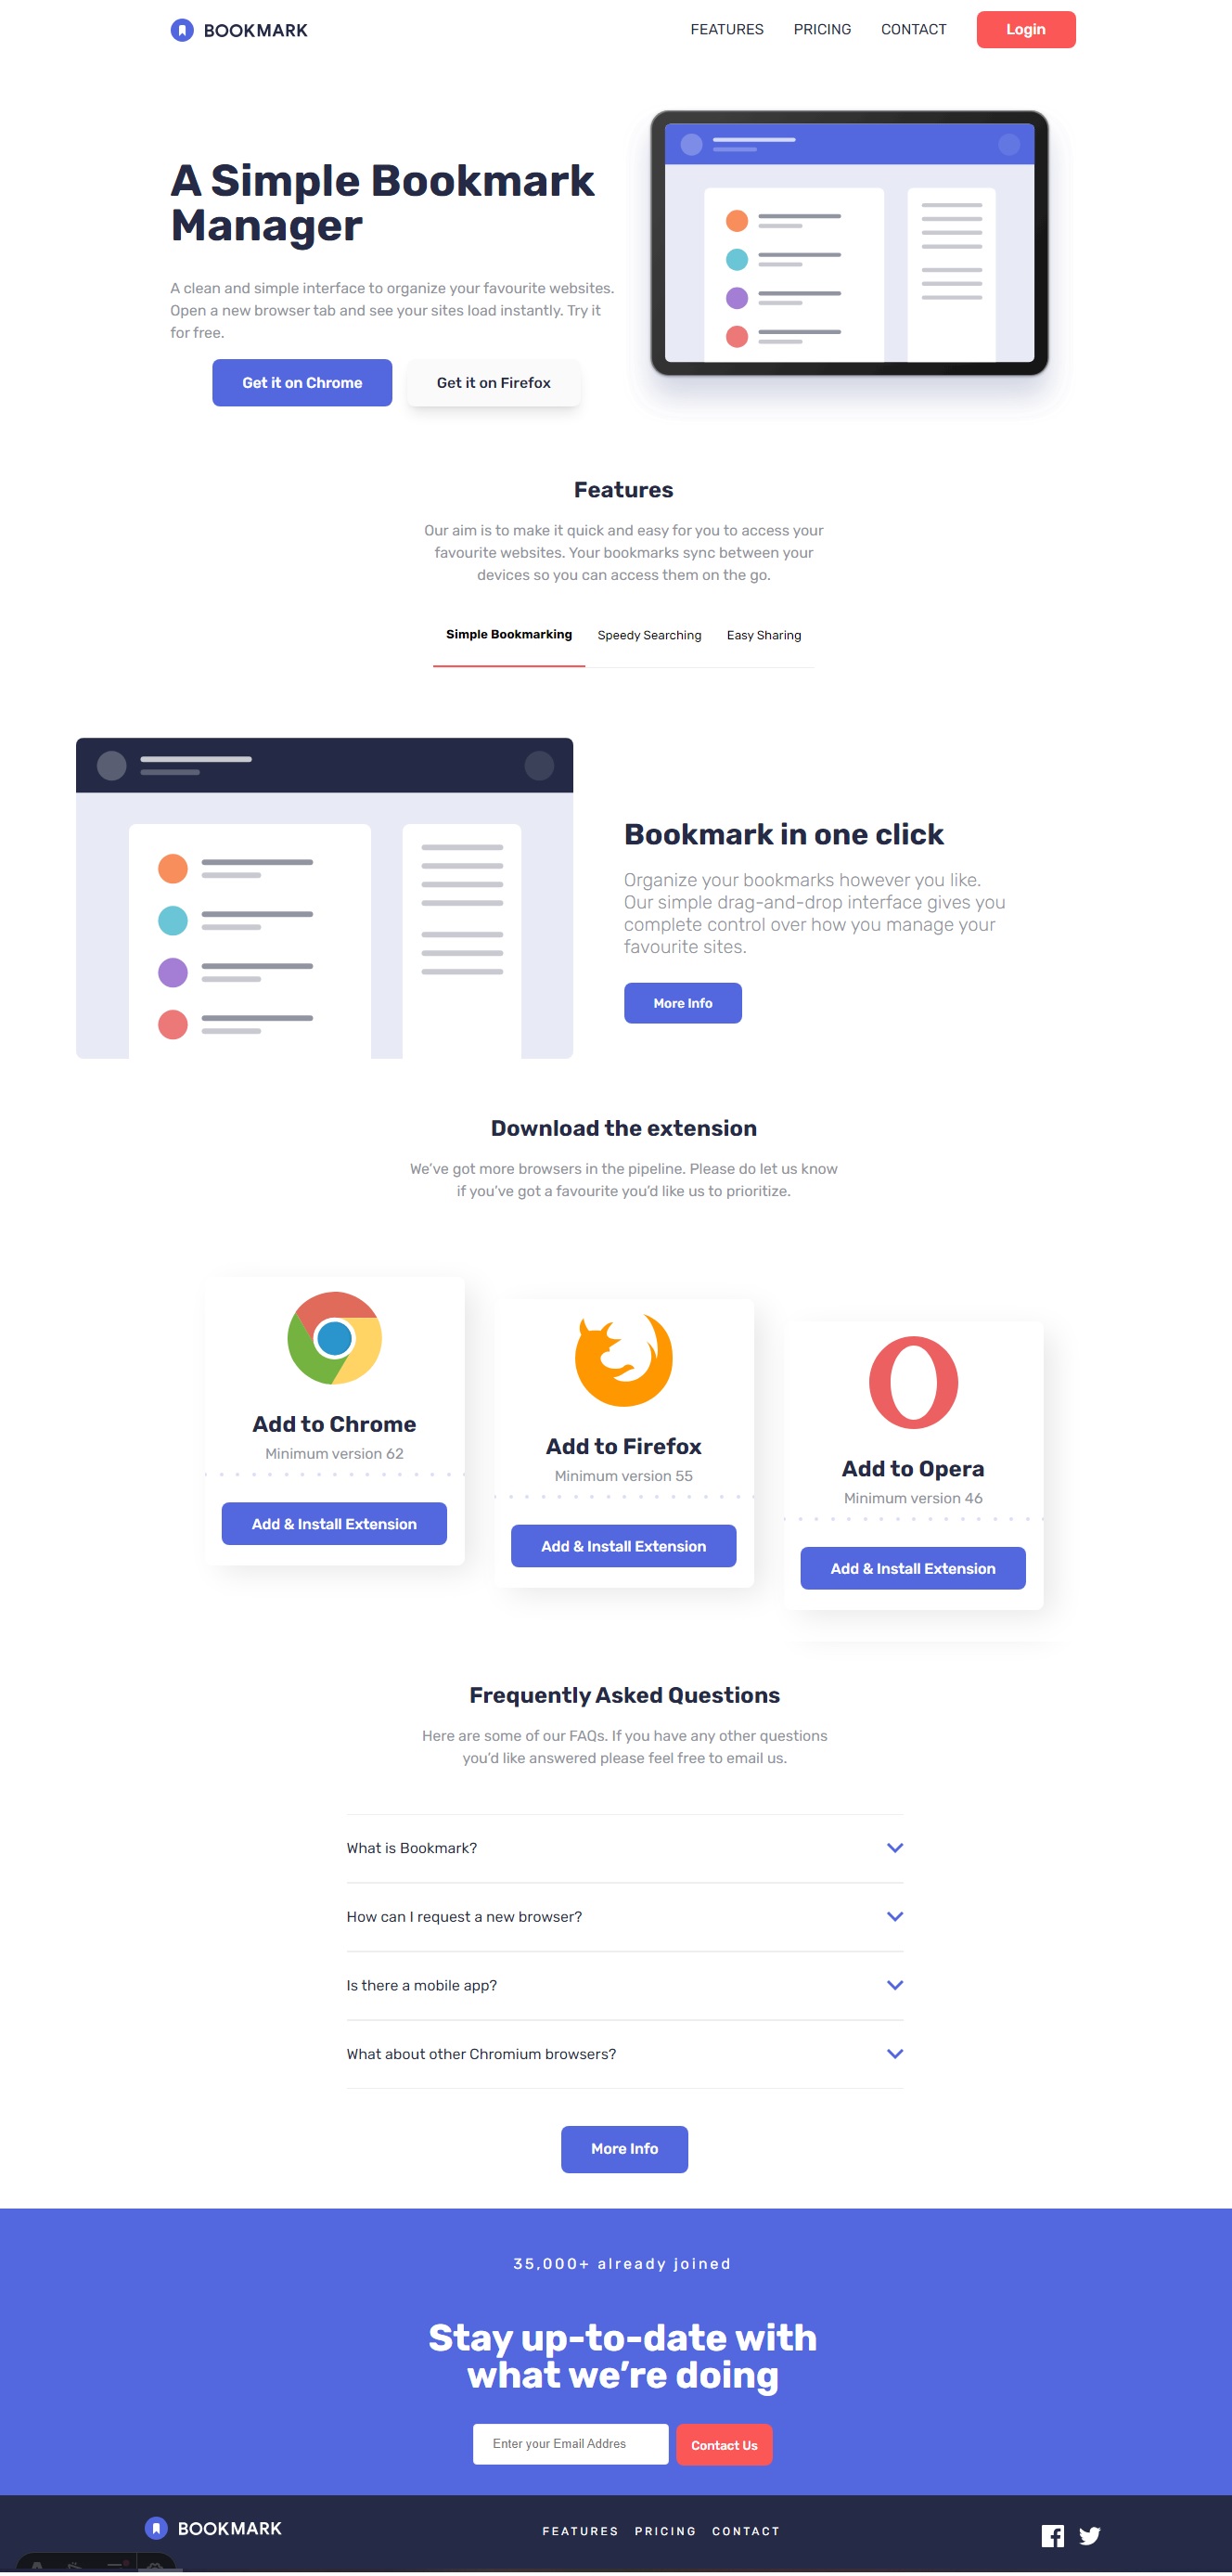 BOOKMARK
FEATURES PRICING CONTACT Login
A Simple Bookmark
Manager
A clean and simple interface to organize your favourite websites.
Open a new browser tab and see your sites load instantly. Try it
for free.
Get it on Chrome Get it on Firefox
Features
Our aim is to make it quick and easy for you to access your
favourite websites. Your bookmarks sync between your
devices so you can access them on the go.
Simple Bookmarking Speedy Searching Easy Sharing
Bookmark in one click
Organize your bookmarks however you like.
Our simple drag-and-drop interface gives you
complete control over how you manage your
favourite sites.
More Info
Download the extension
We’ve got more browsers in the pipeline. Please do let us know
if you’ve got a favourite you’d like us to prioritize.
Add to Chrome
Minimum version 62
Add & Install Extension
Add to Firefox
Minimum version 55
Add & Install Extension
Add to Opera
Minimum version 46
Add & Install Extension
Frequently Asked Questions
Here are some of our FAQs. If you have any other questions
you’d like answered please feel free to email us.
What is Bookmark?
How can I request a new browser?
Is there a mobile app?
What about other Chromium browsers?
More Info
35,000+ already joined
Stay up-to-date with
what we’re doing
Enter your Email Addres Contact Us
BOOKMARK
FEATURES PRICING CONTACT